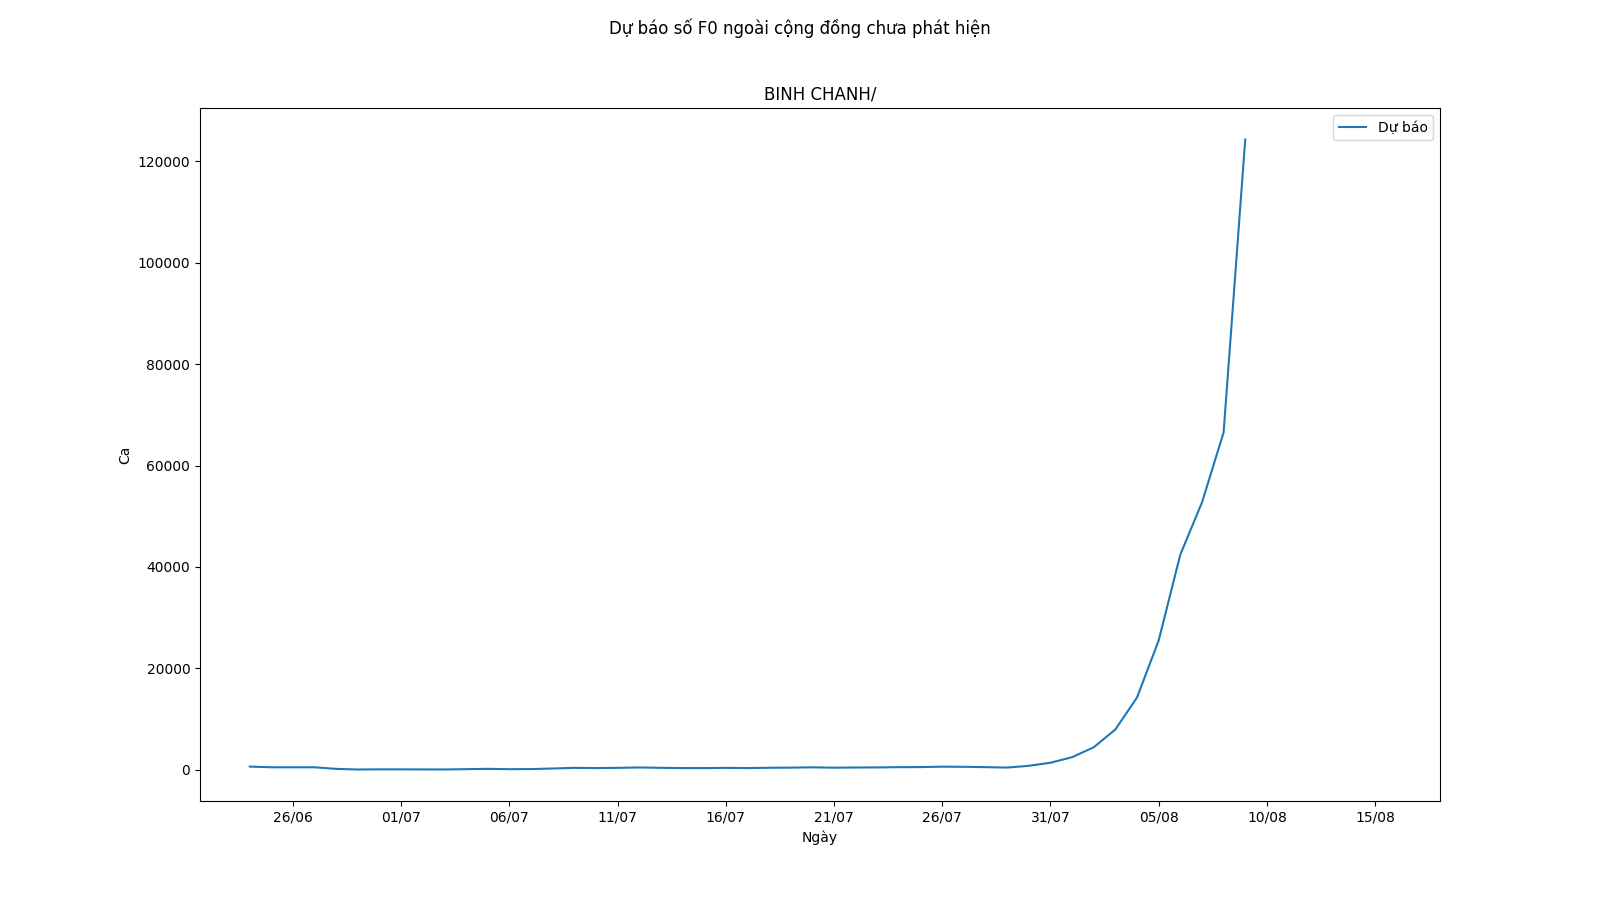 Dự báo số F0 ngoài cộng đồng chưa phát hiện
BINH CHANH/
Dự báo
120000
100000
80000
60000
40000
20000
0
Ca
26/06 01/07 06/07 11/07 16/07 21/07 26/07 31/07 05/08 10/08 15/08
Ngày